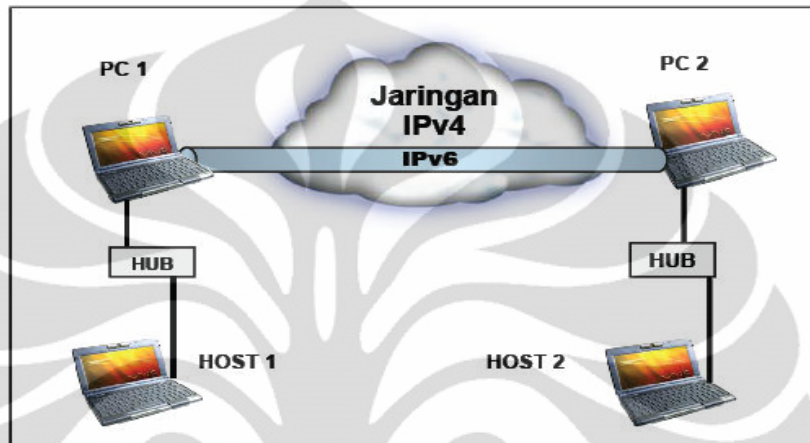 PC 1
PC 2
Jaringan
IPv4
IPv6
HUB
HUB
HOST 1
HOST 2